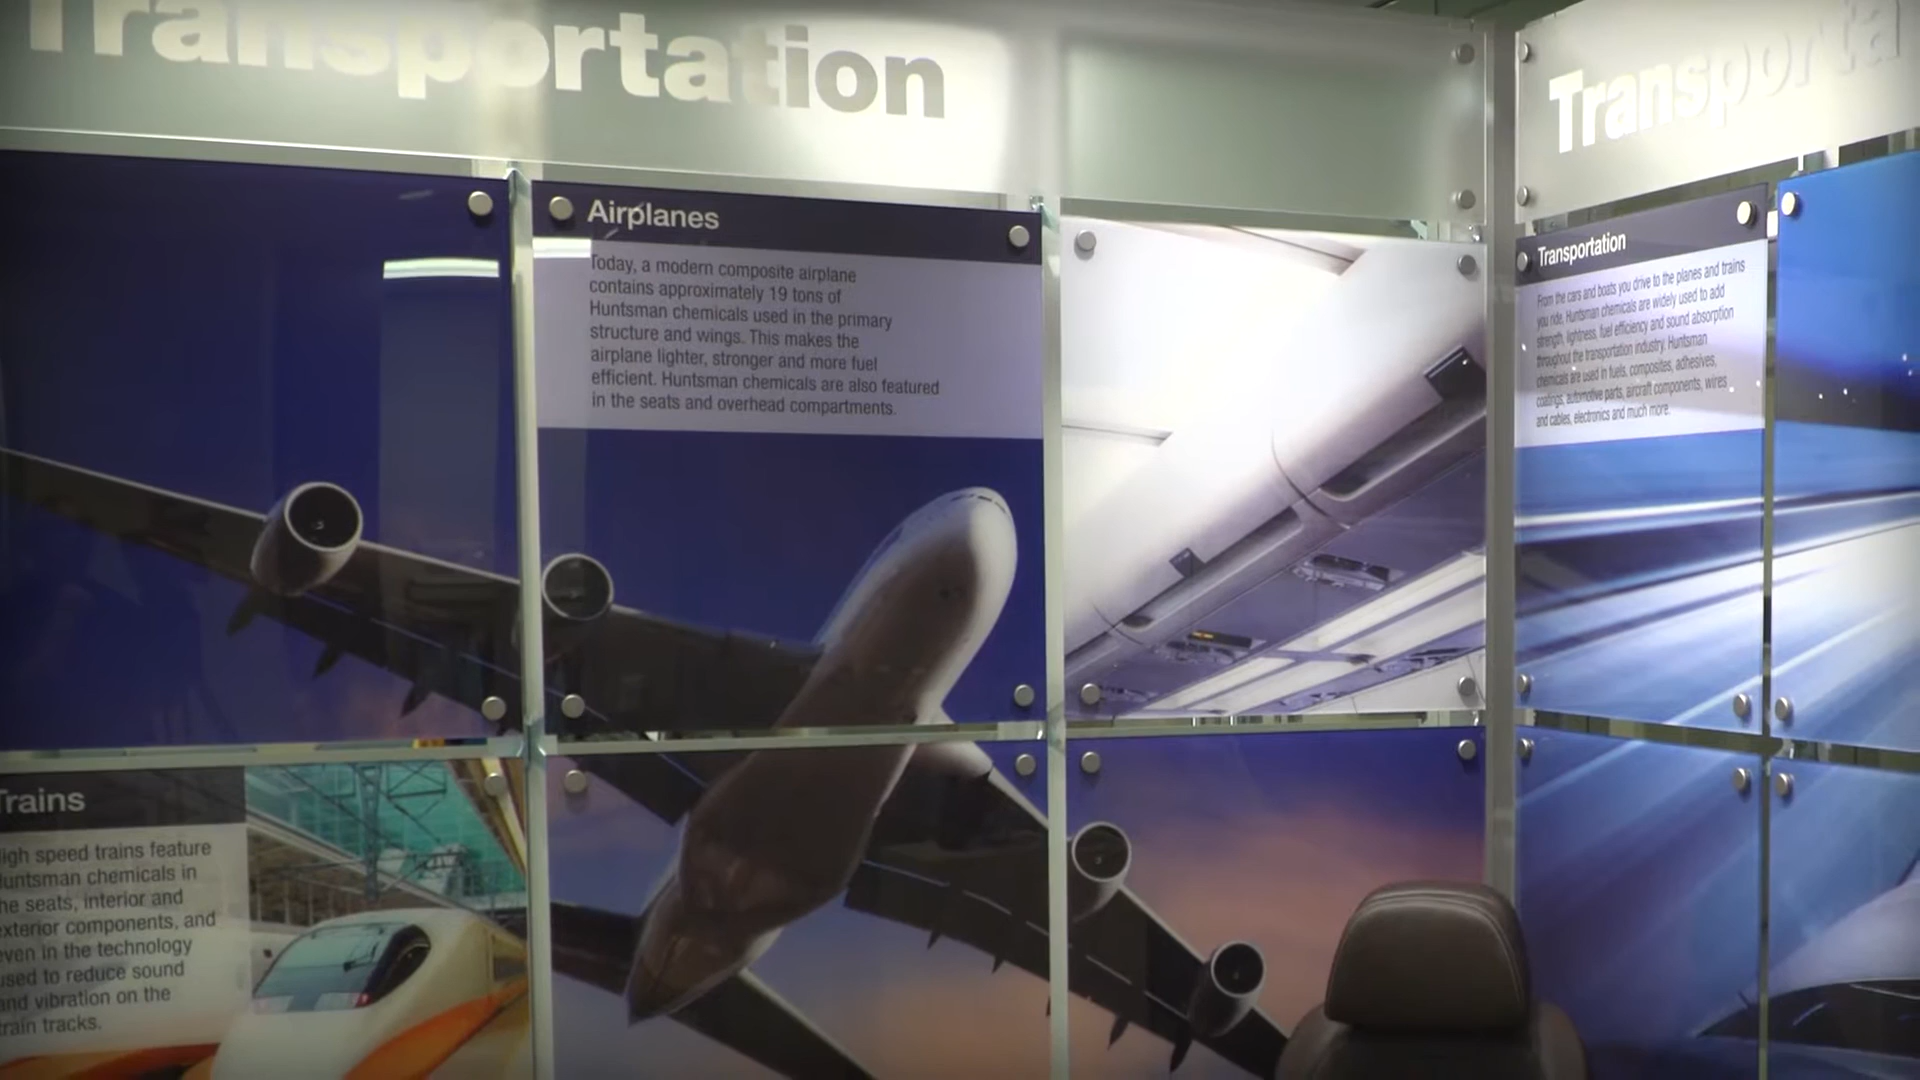 Transportation
Airplanes
Today, a modern composite airplane
contains approximately 19 tons of
Huntsman chemicals used in the primary
structure and wings. This makes the
airplane lighter, stronger and more fuel
efficient. Huntsman chemicals are also featured
in the seats and overhead compartments.
Trains
High speed trains feature
Huntsman chemicals in
the seats, interior and
exterior components, and
even in the technology
used to reduce sound
and vibration on the
train tracks.
Transporta
Transportation
From the cars and boats you drive to the planes and trains
you ride, Huntsman chemicals are widely used to add
strength, lightness, fuel efficiency and sound absorption
throughout the transportation industry. Huntsman
chemicals are used in fuels, composites, adhesives,
coatings, automotive parts, aircraft components, wires
and cables, electronics and much more.